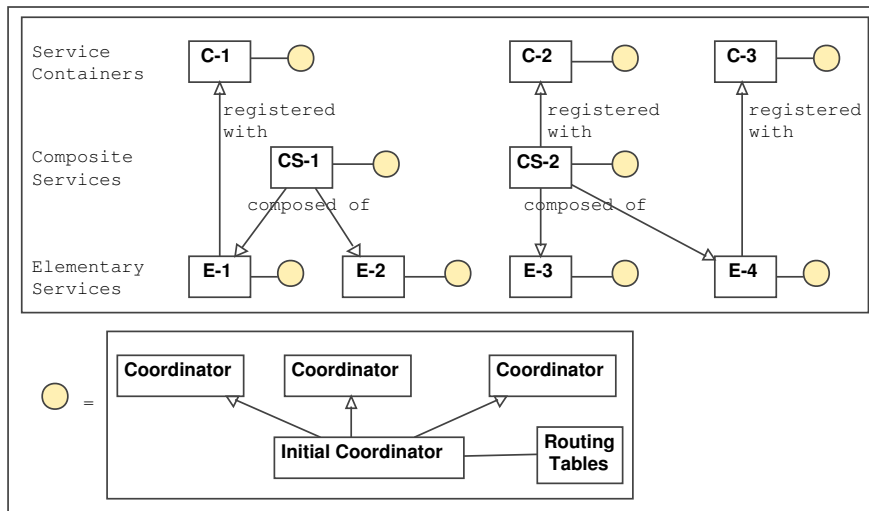 Service
Containers
C-1
C-2
C-3
registered
with
registered
with
registered
with
Composite
Services
CS-1
CS-2
composed of
composed of
Elementary
Services
E-1
E-2
E-3
E-4
=
Coordinator
Coordinator
Coordinator
Initial Coordinator
Routing
Tables